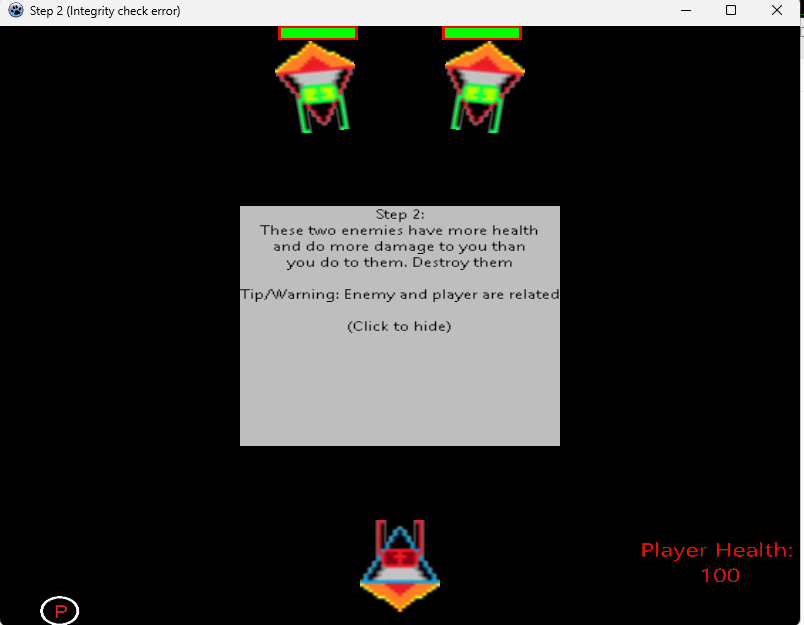 Step 2 (Integrity check error)
Step 2:
These two enemies have more health
and do more damage to you than
you do to them. Destroy them
Tip/Warning: Enemy and player are related
(Click to hide)
Player Health:
100
P